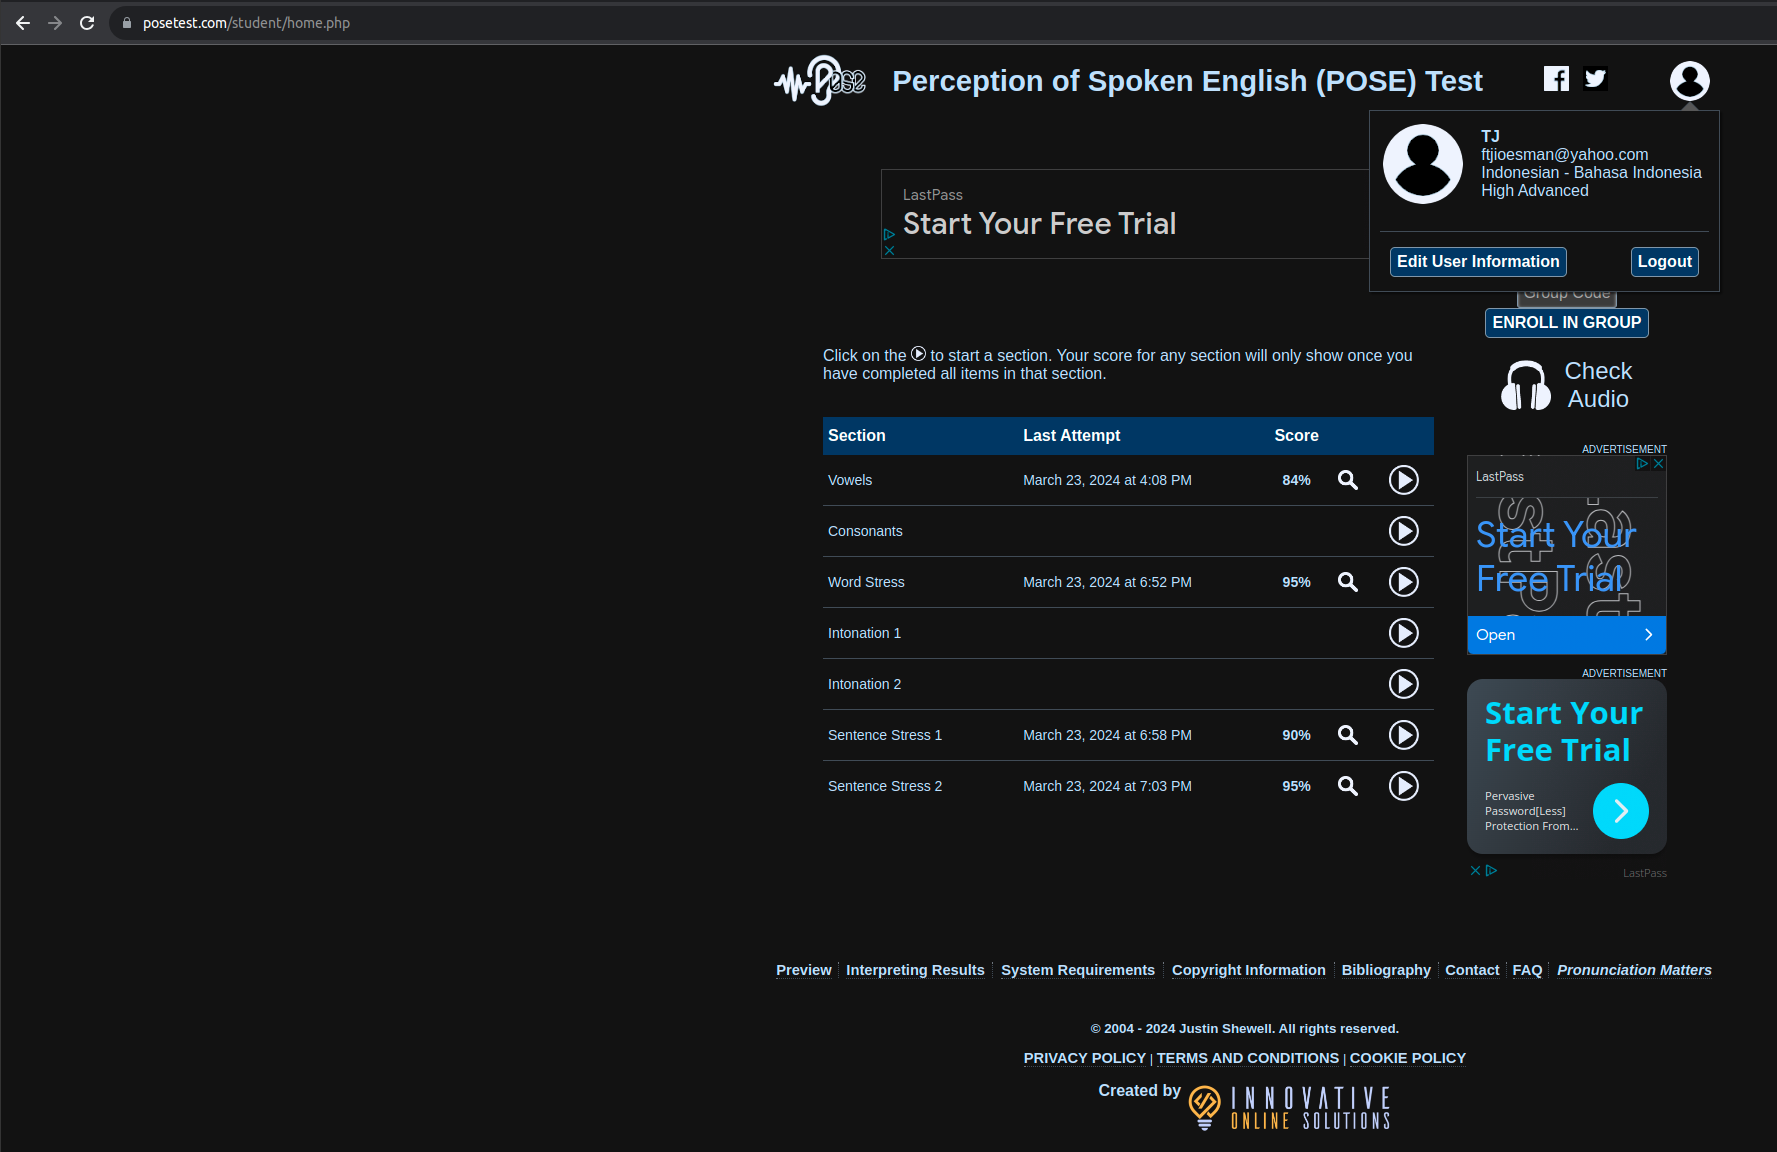 posetest.com/student/home.php
Pose
Perception of Spoken English (POSE) Test
TJ
ftjioesman@yahoo.com
Indonesian - Bahasa Indonesia
High Advanced
Edit User Information
Logout
LastPass
Start Your Free Trial
Group Code
ENROLL IN GROUP
Click on the to start a section. Your score for any section will only show once you
have completed all items in that section.
Check
Audio
Section Last Attempt Score
Vowels March 23, 2024 at 4:08 PM 84%
Consonants
Word Stress March 23, 2024 at 6:52 PM 95%
Intonation 1
Intonation 2
Sentence Stress 1 March 23, 2024 at 6:58 PM 90%
Sentence Stress 2 March 23, 2024 at 7:03 PM 95%
ADVERTISEMENT
LastPass
Start Your
Free Trial
Open
ADVERTISEMENT
Start Your
Free Trial
Pervasive
Password[Less]
Protection From...
LastPass
Preview Interpreting Results System Requirements Copyright Information Bibliography Contact FAQ Pronunciation Matters
© 2004 - 2024 Justin Shewell. All rights reserved.
PRIVACY POLICY | TERMS AND CONDITIONS | COOKIE POLICY
Created by
INNOVATIVE
ONLINE SOLUTIONS